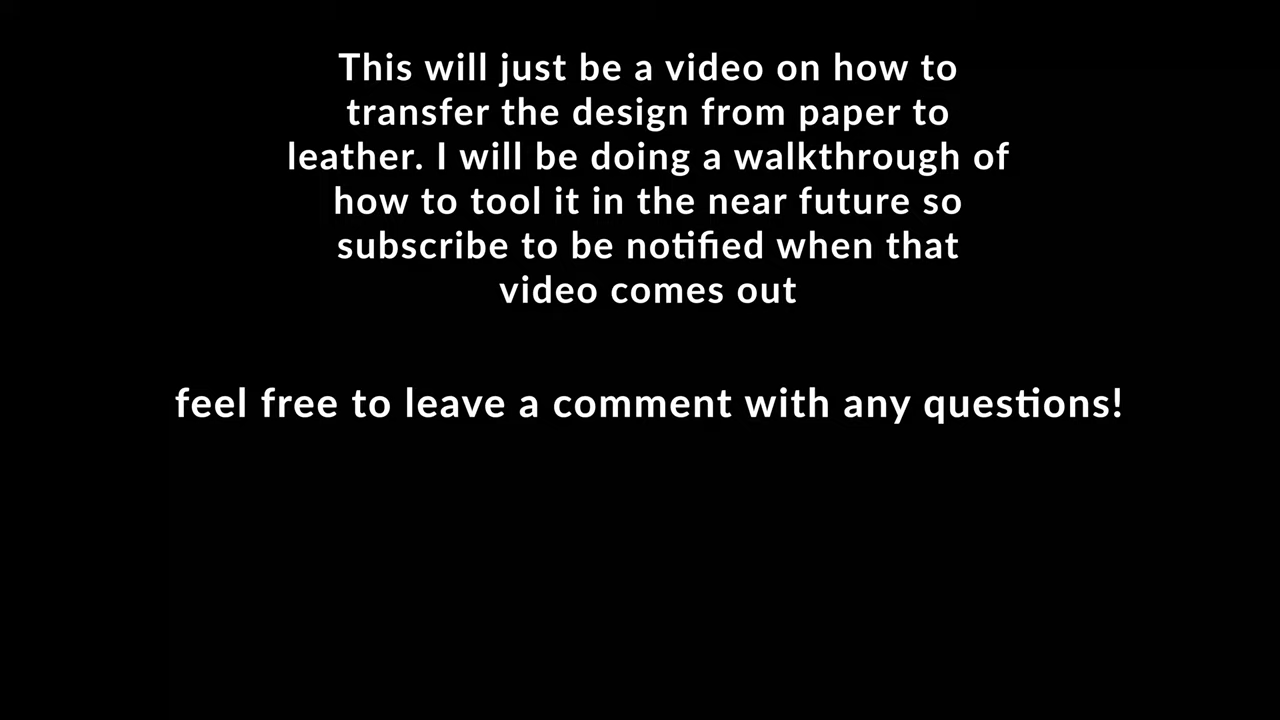 This will just be a video on how to
transfer the design from paper to
leather. I will be doing a walkthrough of
how to tool it in the near future so
subscribe to be notified when that
video comes out
feel free to leave a comment with any questions!